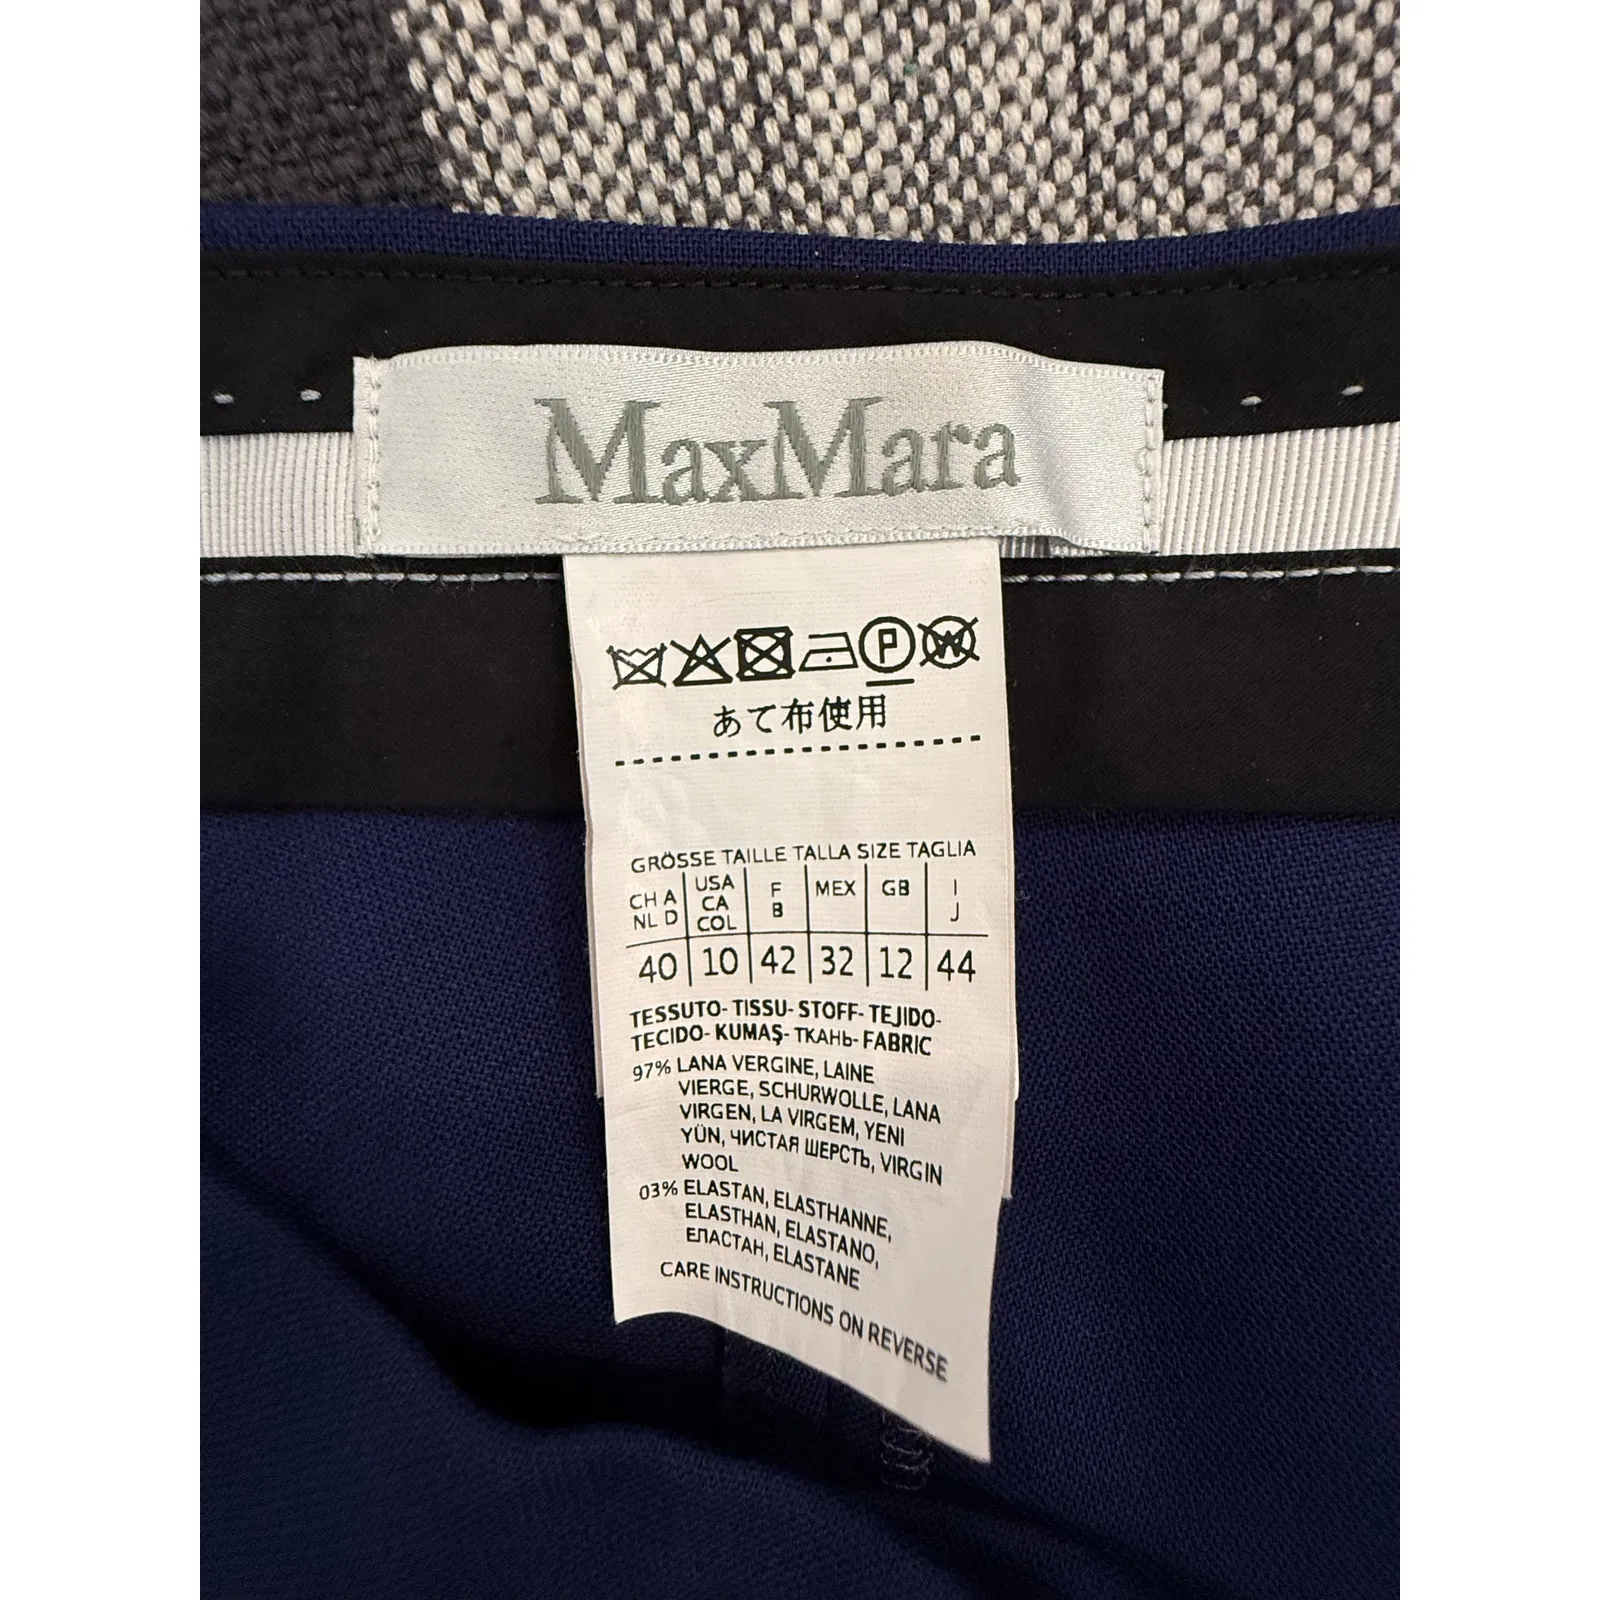 MaxMara
P W
あて布使用
GRÖSSE TAILLE TALLA SIZE TAGLIA
CH A NL D USA CA COL F B MEX GB I J
40 10 42 32 12 44
TESSUTO- TISSU- STOFF- TEJIDO-
TECIDO- KUMAŞ- ТКАНЬ- FABRIC
97% LANA VERGINE, LAINE
VIERGE, SCHURWOLLE, LANA
VIRGEN, LA VIRGEM, YENI
YÜN, ЧИСТАЯ ШЕРСТЬ, VIRGIN
WOOL
03% ELASTAN, ELASTHANNE,
ELASTHAN, ELASTANO,
ЕЛАСТАН, ELASTANE
CARE INSTRUCTIONS ON REVERSE